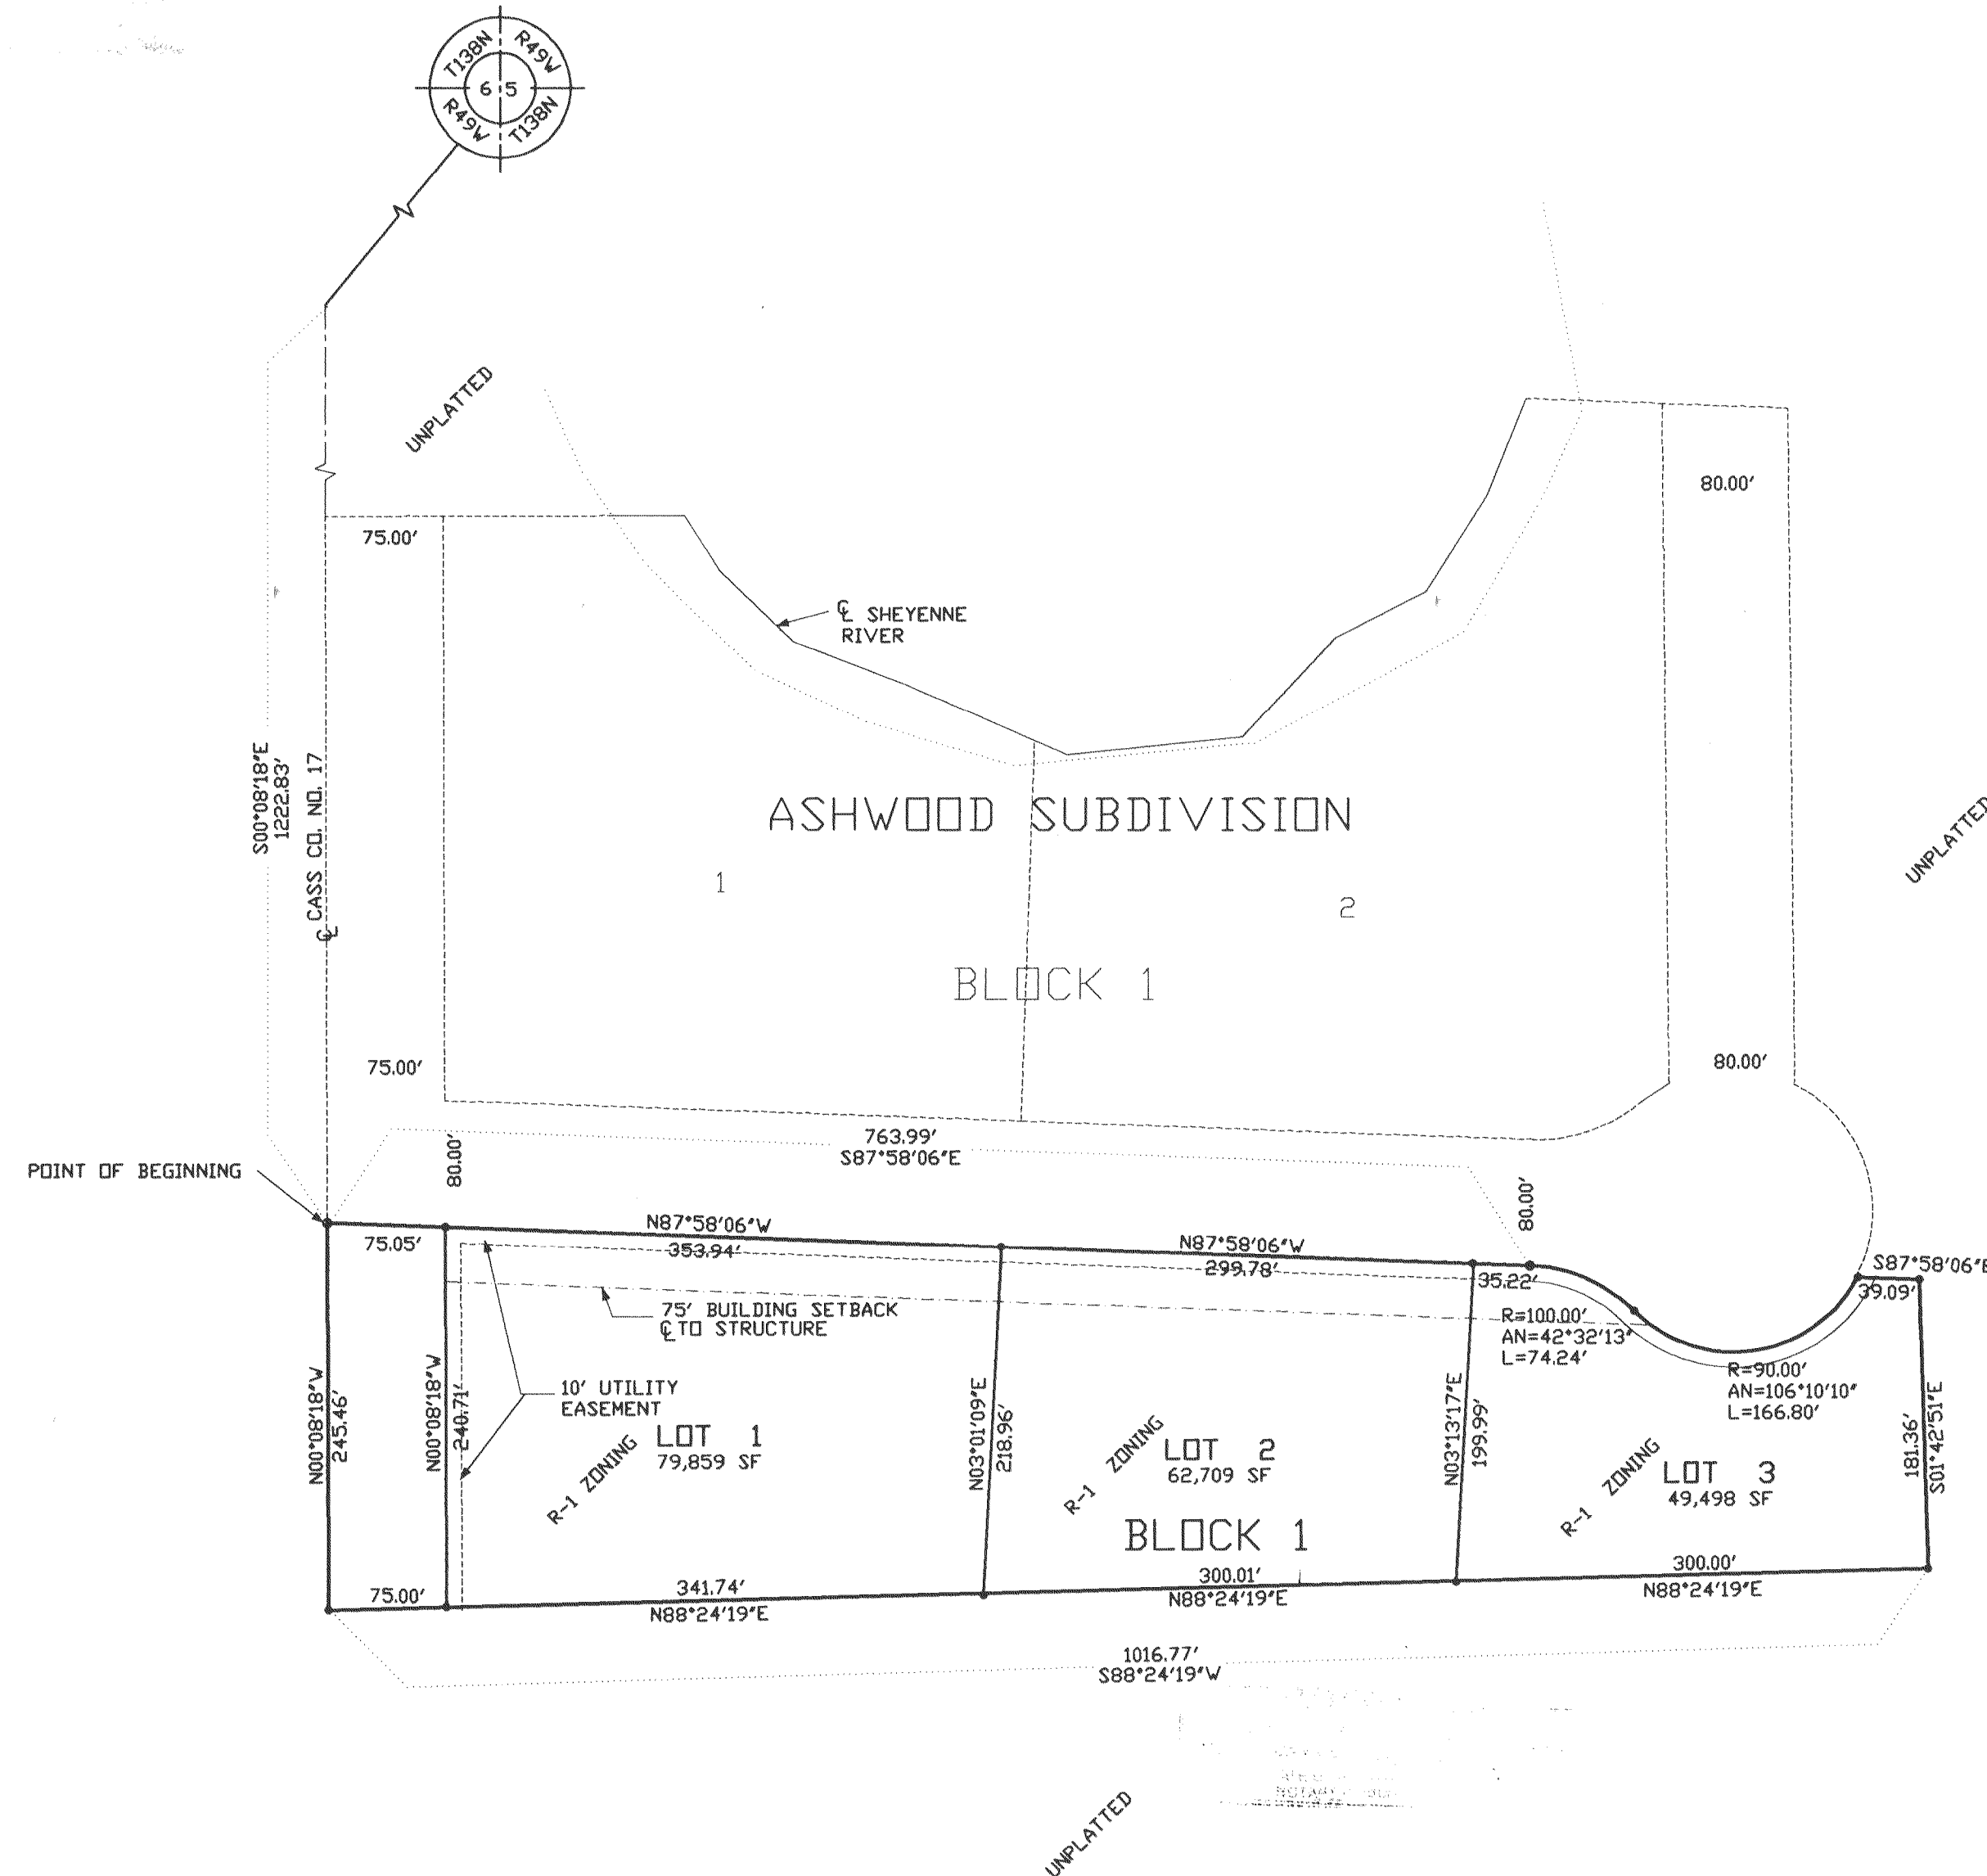 T138N
R49W
6
5
R49W
T138N
UNPLATTED
80.00'
75.00'
℄ SHEYENNE
RIVER
S00°08'18"E
1222.83'
℄ CASS CO. NO. 17
ASHWOOD SUBDIVISION
UNPLATTED
1
2
BLOCK 1
75.00'
80.00'
763.99'
S87°58'06"E
80.00'
POINT OF BEGINNING
80.00'
N87°58'06"W
353.94'
75.05'
N87°58'06"W
299.78'
S87°58'06"E
39.09'
35.22'
75' BUILDING SETBACK
℄ TO STRUCTURE
R=100.00'
AN=42°32'13"
L=74.24'
R=90.00'
AN=106°10'10"
L=166.80'
10' UTILITY
EASEMENT
N00°08'18"W
245.46'
N00°08'18"W
240.71'
N03°01'09"E
218.96'
N03°13'17"E
199.99'
181.36'
S01°42'51"E
LOT 1
79,859 SF
R-1 ZONING
LOT 2
62,709 SF
R-1 ZONING
LOT 3
49,498 SF
R-1 ZONING
BLOCK 1
75.00'
341.74'
N88°24'19"E
300.01'
N88°24'19"E
300.00'
N88°24'19"E
1016.77'
S88°24'19"W
UNPLATTED